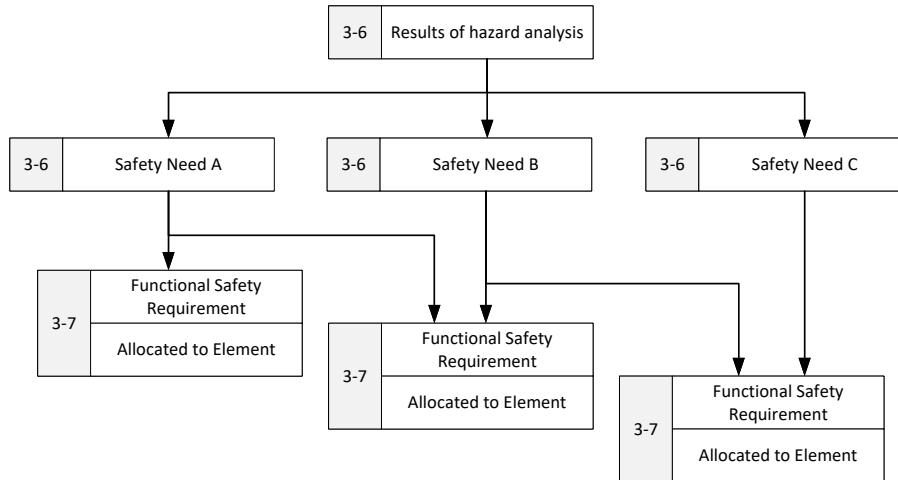 3-6 Results of hazard analysis
3-6 Safety Need A
3-6 Safety Need B
3-6 Safety Need C
3-7
Functional Safety
Requirement
Allocated to Element
3-7
Functional Safety
Requirement
Allocated to Element
3-7
Functional Safety
Requirement
Allocated to Element